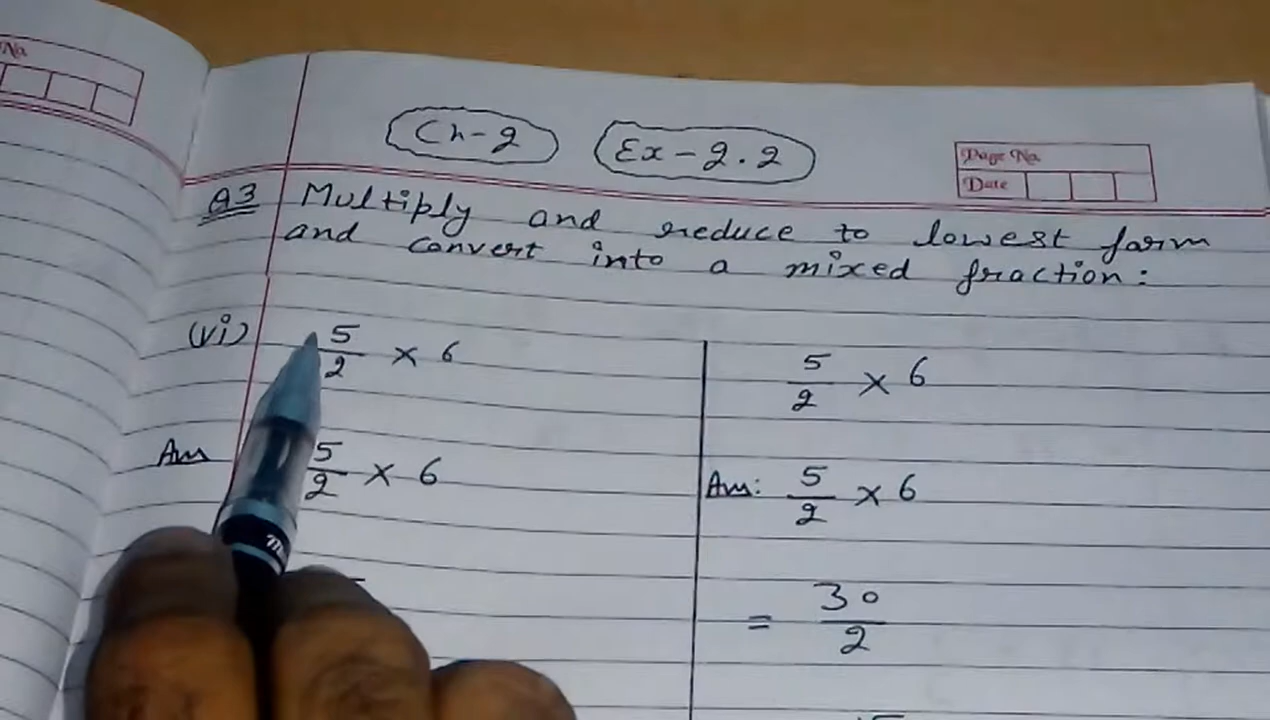 No.
Ch-2 Ex-2.2
Page No.
Date
Q3 Multiply and reduce to lowest form
and convert into a mixed fraction:
(vi) 5/2 × 6
5/2 × 6
Ans 5/2 × 6
Ans: 5/2 × 6
= 30/2